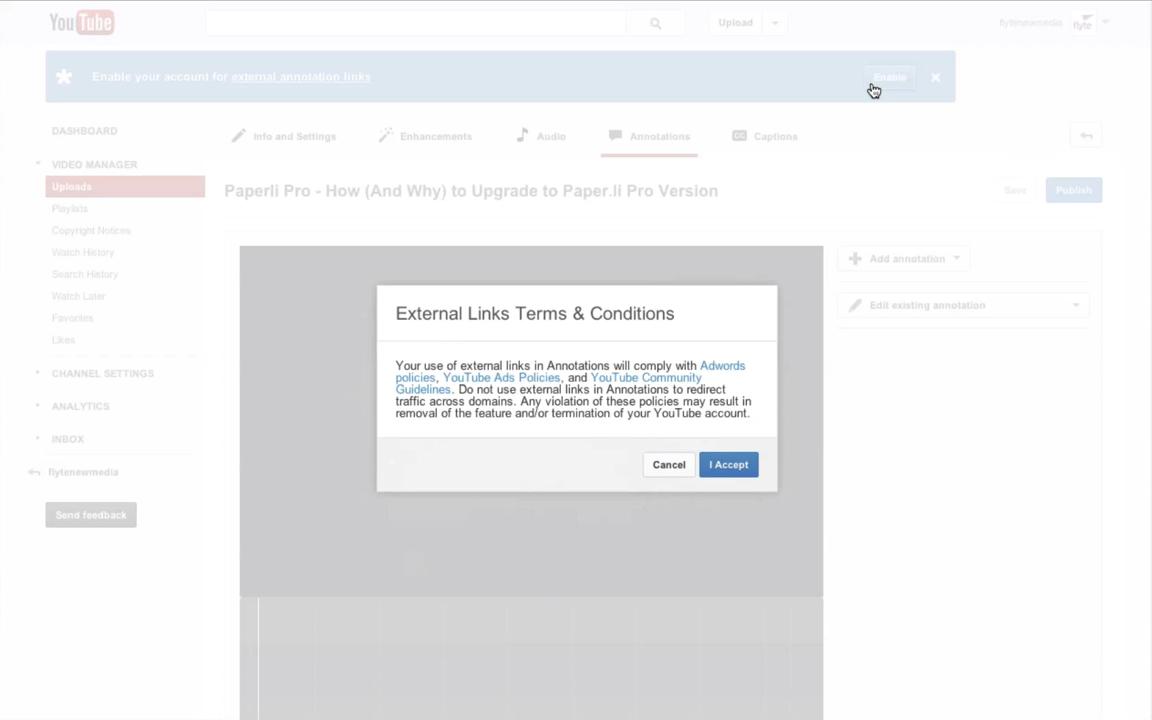 YouTube
Upload
flytenewmedia
flyte
Enable your account for external annotation links
Enable
DASHBOARD
Info and Settings
Enhancements
Audio
Annotations
CC
Captions
VIDEO MANAGER
Uploads
Paperli Pro - How (And Why) to Upgrade to Paper.li Pro Version
Save
Publish
Playlists
Copyright Notices
Watch History
Search History
Watch Later
Favorites
Likes
CHANNEL SETTINGS
ANALYTICS
INBOX
flytenewmedia
Send feedback
Add annotation
Edit existing annotation
External Links Terms & Conditions
Your use of external links in Annotations will comply with Adwords
policies, YouTube Ads Policies, and YouTube Community
Guidelines. Do not use external links in Annotations to redirect
traffic across domains. Any violation of these policies may result in
removal of the feature and/or termination of your YouTube account.
Cancel
I Accept